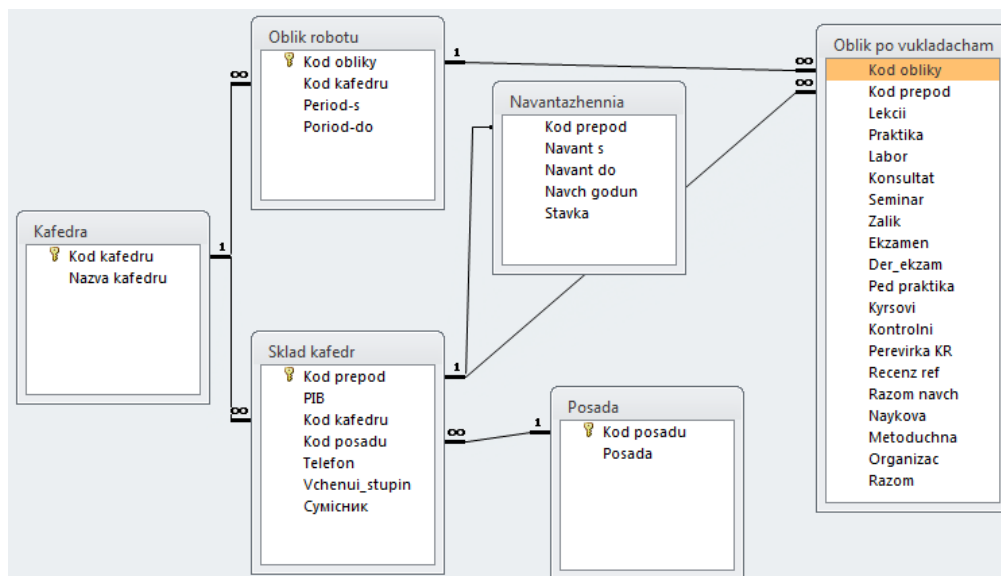 Oblik robotu
Kod obliky
Kod kafedru
Period-s
Poriod-do
1
∞
Navantazhennia
Kod prepod
Navant s
Navant do
Navch godun
Stavka
∞
∞
Oblik po vukladacham
Kod obliky
Kod prepod
Lekcii
Praktika
Labor
Konsultat
Seminar
Zalik
Ekzamen
Der_ekzam
Ped praktika
Kyrsovi
Kontrolni
Perevirka KR
Recenz ref
Razom navch
Naykova
Metoduchna
Organizac
Razom
Kafedra
Kod kafedru
Nazva kafedru
1
∞
Sklad kafedr
Kod prepod
PIB
Kod kafedru
Kod posadu
Telefon
Vchenui_stupin
Сумісник
1
∞
1
Posada
Kod posadu
Posada